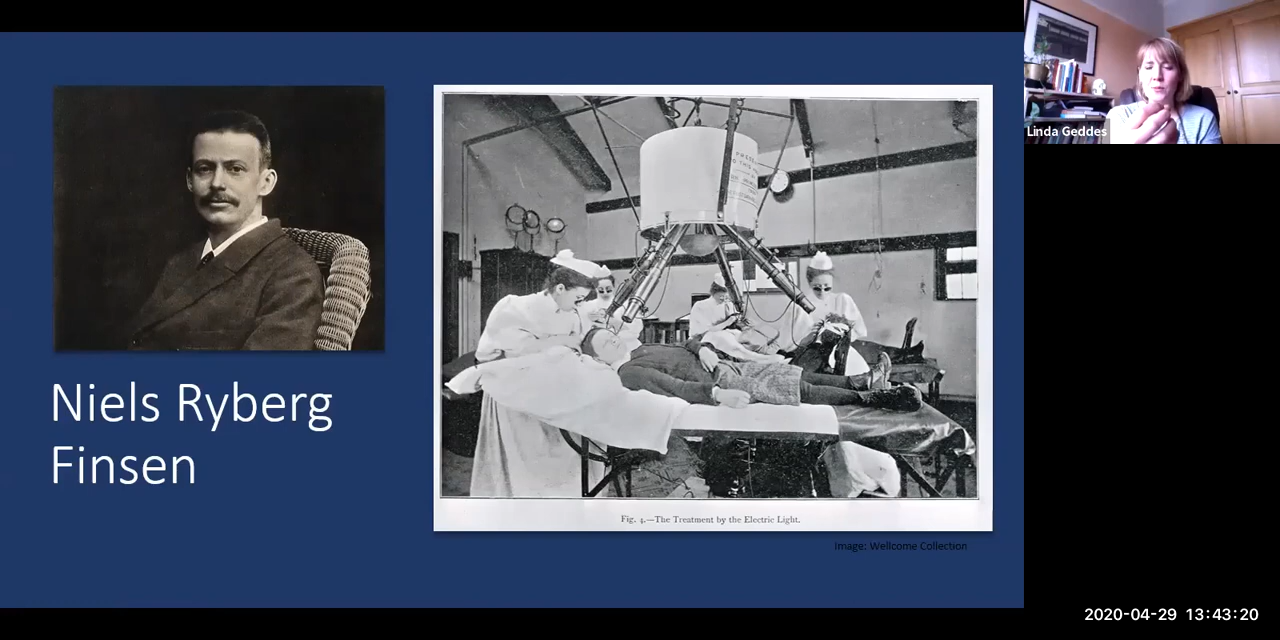 Linda Geddes
Niels Ryberg
Finsen
Fig. 4.—The Treatment by the Electric Light.
Image: Wellcome Collection
2020-04-29 13:43:20